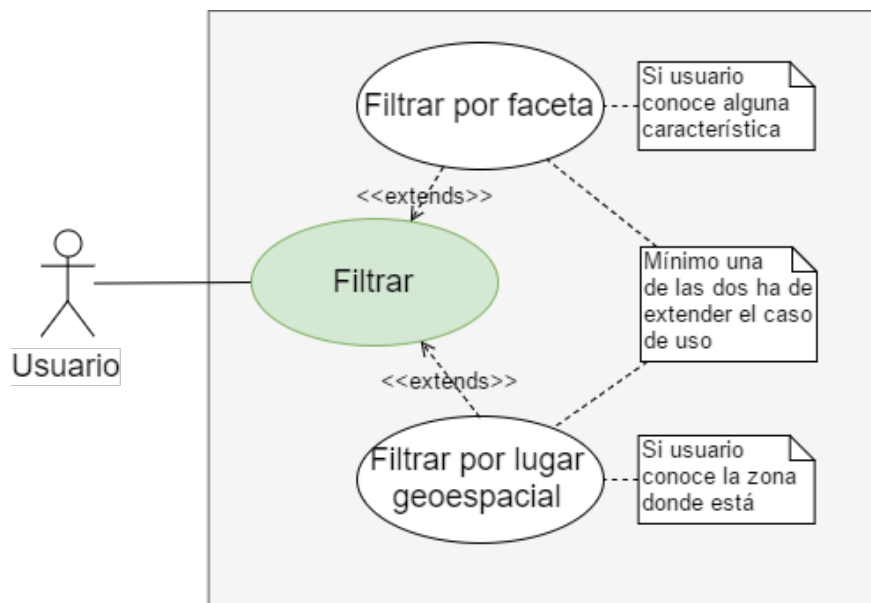 Filtrar por faceta
Si usuario
conoce alguna
característica
<<extends>>
Filtrar
Usuario
Mínimo una
de las dos ha de
extender el caso
de uso
<<extends>>
Filtrar por lugar
geoespacial
Si usuario
conoce la zona
donde está